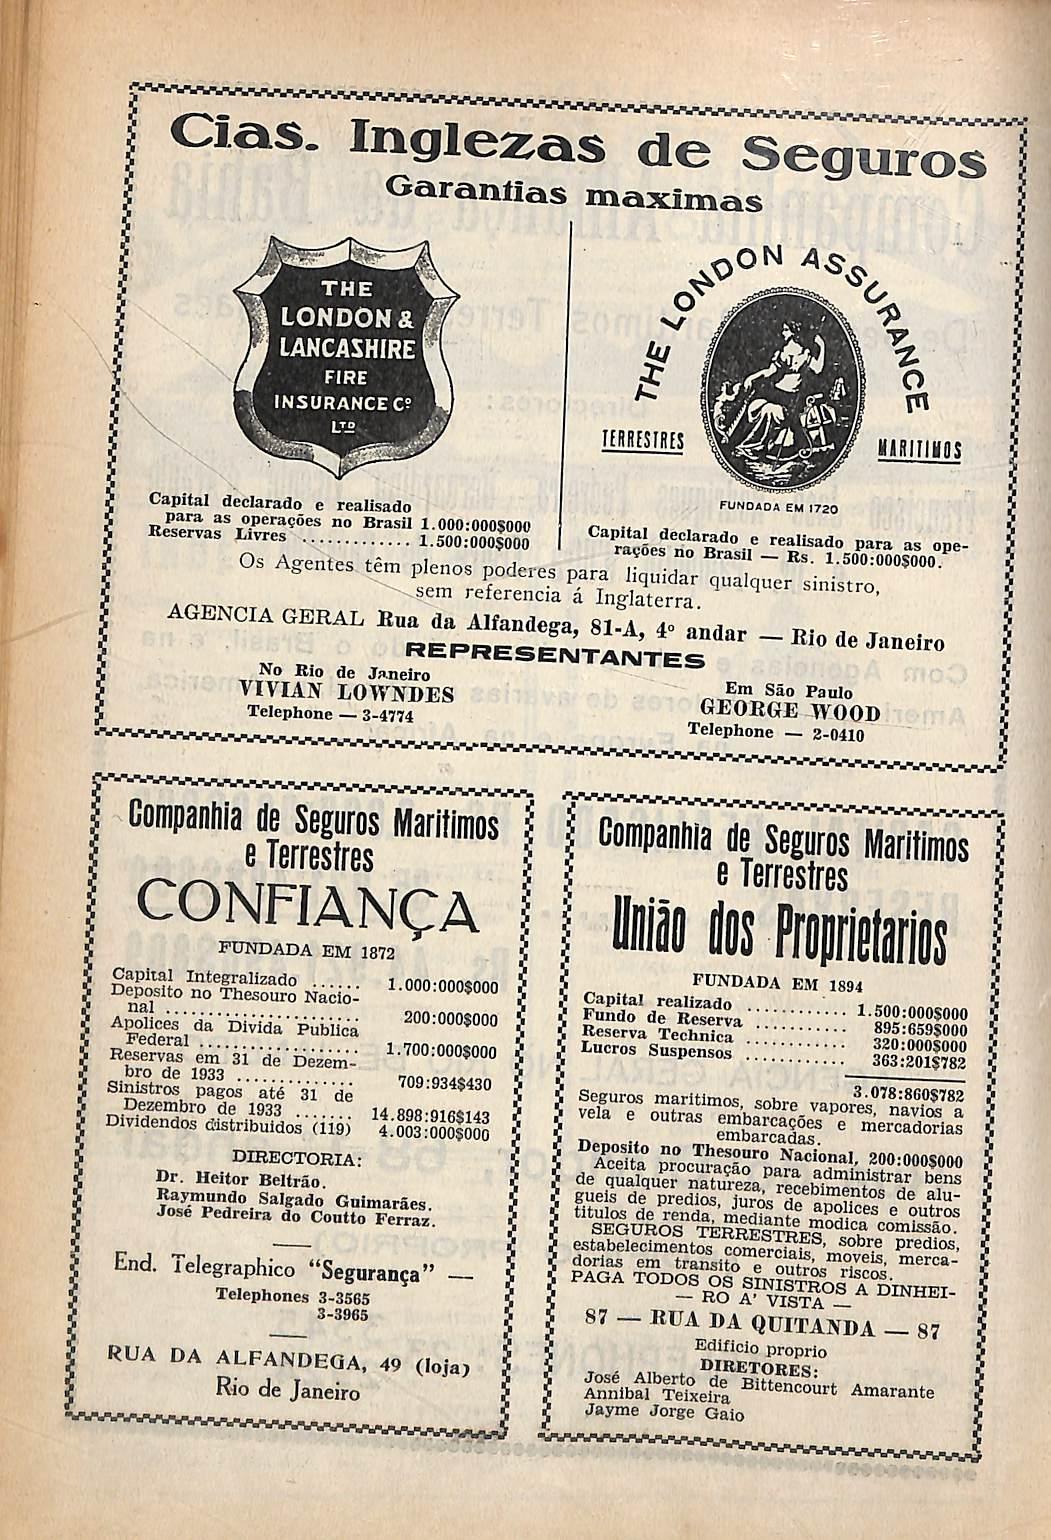 Cias. Inglezas de Seguros
Garantias maximas
THE
LONDON &
LANCASHIRE
FIRE
INSURANCE Cº
LTD
Capital declarado e realisado
para as operações no Brasil 1.000:000$000
Reservas Livres ............. 1.500:000$000
THE LONDON ASSURANCE
TERRESTRES
MARITIMOS
FUNDADA EM 1720
Capital declarado e realisado para as ope-
rações no Brasil — Rs. 1.500:000$000.
Os Agentes têm plenos poderes para liquidar qualquer sinistro,
sem referencia á Inglaterra.
AGENCIA GERAL Rua da Alfandega, 81-A, 4º andar — Rio de Janeiro
REPRESENTANTES
No Rio de Janeiro
VIVIAN LOWNDES
Telephone — 3-4774
Em São Paulo
GEORGE WOOD
Telephone — 2-0410
Companhia de Seguros Maritimos
e Terrestres
CONFIANÇA
FUNDADA EM 1872
Capital Integralizado ...... 1.000:000$000
Deposito no Thesouro Nacio-
nal ....................... 200:000$000
Apolices da Divida Publica
Federal ................... 1.700:000$000
Reservas em 31 de Dezem-
bro de 1933 .............. 709:934$430
Sinistros pagos até 31 de
Dezembro de 1933 ....... 14.898:916$143
Dividendos distribuidos (119) 4.003:000$000
DIRECTORIA:
Dr. Heitor Beltrão.
Raymundo Salgado Guimarães.
José Pedreira do Coutto Ferraz.
End. Telegraphico "Segurança" —
Telephones 3-3565
3-3965
RUA DA ALFANDEGA, 49 (loja)
Rio de Janeiro
Companhia de Seguros Maritimos
e Terrestres
União dos Proprietarios
FUNDADA EM 1894
Capital realizado ............ 1.500:000$000
Fundo de Reserva ........... 895:659$000
Reserva Technica ............ 320:000$000
Lucros Suspensos ............ 363:201$782
3.078:860$782
Seguros maritimos, sobre vapores, navios a
vela e outras embarcações e mercadorias
embarcadas.
Deposito no Thesouro Nacional, 200:000$000
Aceita procuração para administrar bens
de qualquer natureza, recebimentos de alu-
gueis de predios, juros de apolices e outros
titulos de renda, mediante modica comissão.
SEGUROS TERRESTRES, sobre predios,
estabelecimentos comerciais, moveis, merca-
dorias em transito e outros riscos.
PAGA TODOS OS SINISTROS A DINHEI-
— RO A' VISTA —
87 — RUA DA QUITANDA — 87
Edificio proprio
DIRETORES:
José Alberto de Bittencourt Amarante
Annibal Teixeira
Jayme Jorge Gaio